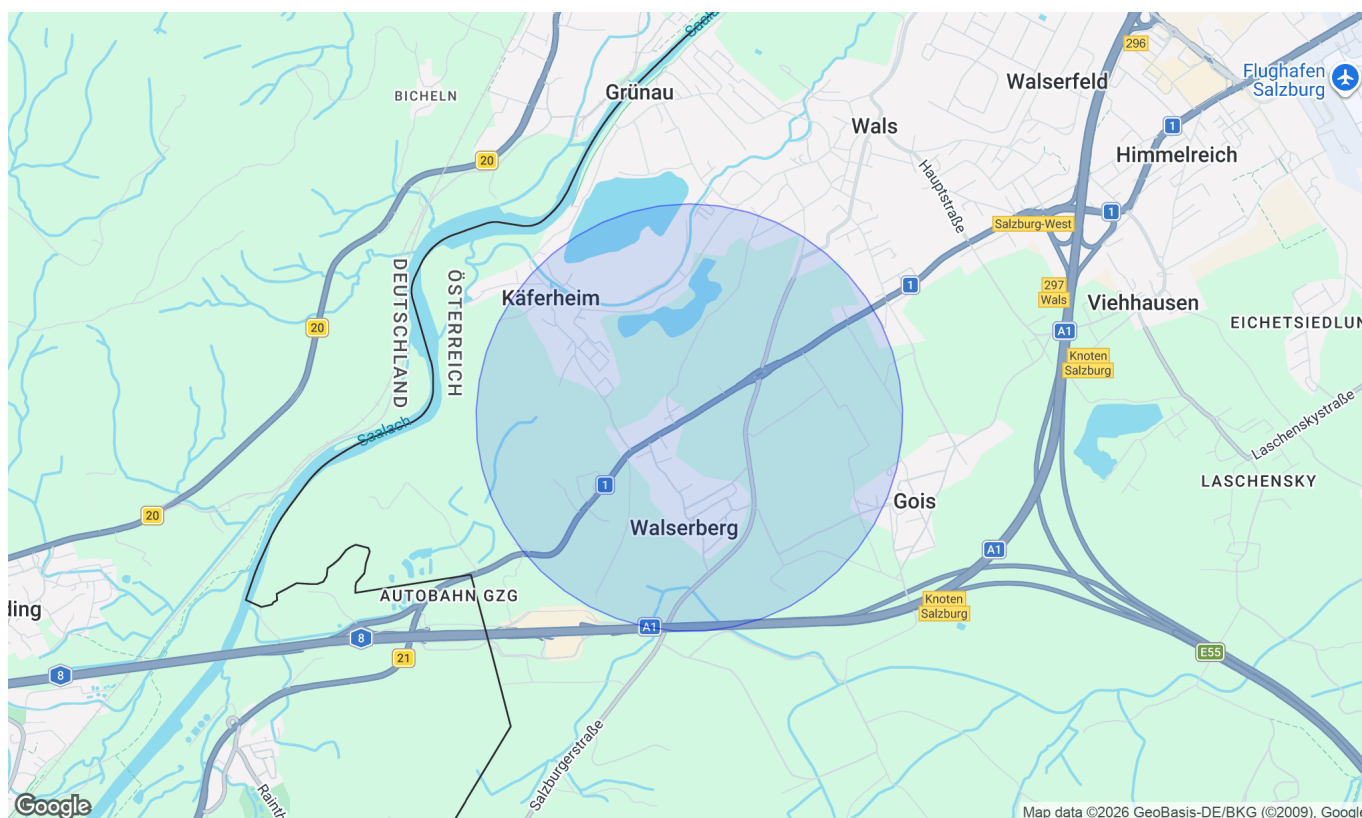 Saalach
296
Walserfeld
Flughafen
Salzburg
Grünau
BICHELN
Wals
1
Himmelreich
20
Hauptstraße
1
Salzburg-West
DEUTSCHLAND
ÖSTERREICH
Käferheim
1
297
Wals
Viehhausen
20
A1
EICHETSIEDLUN
Knoten
Salzburg
Saalach
Laschenskystraße
1
Gois
LASCHENSKY
20
Walserberg
A1
AUTOBAHN GZG
Knoten
Salzburg
ding
A1
8
E55
21
8
Salzburgerstraße
Rainth
Google
Map data ©2026 GeoBasis-DE/BKG (©2009), Google